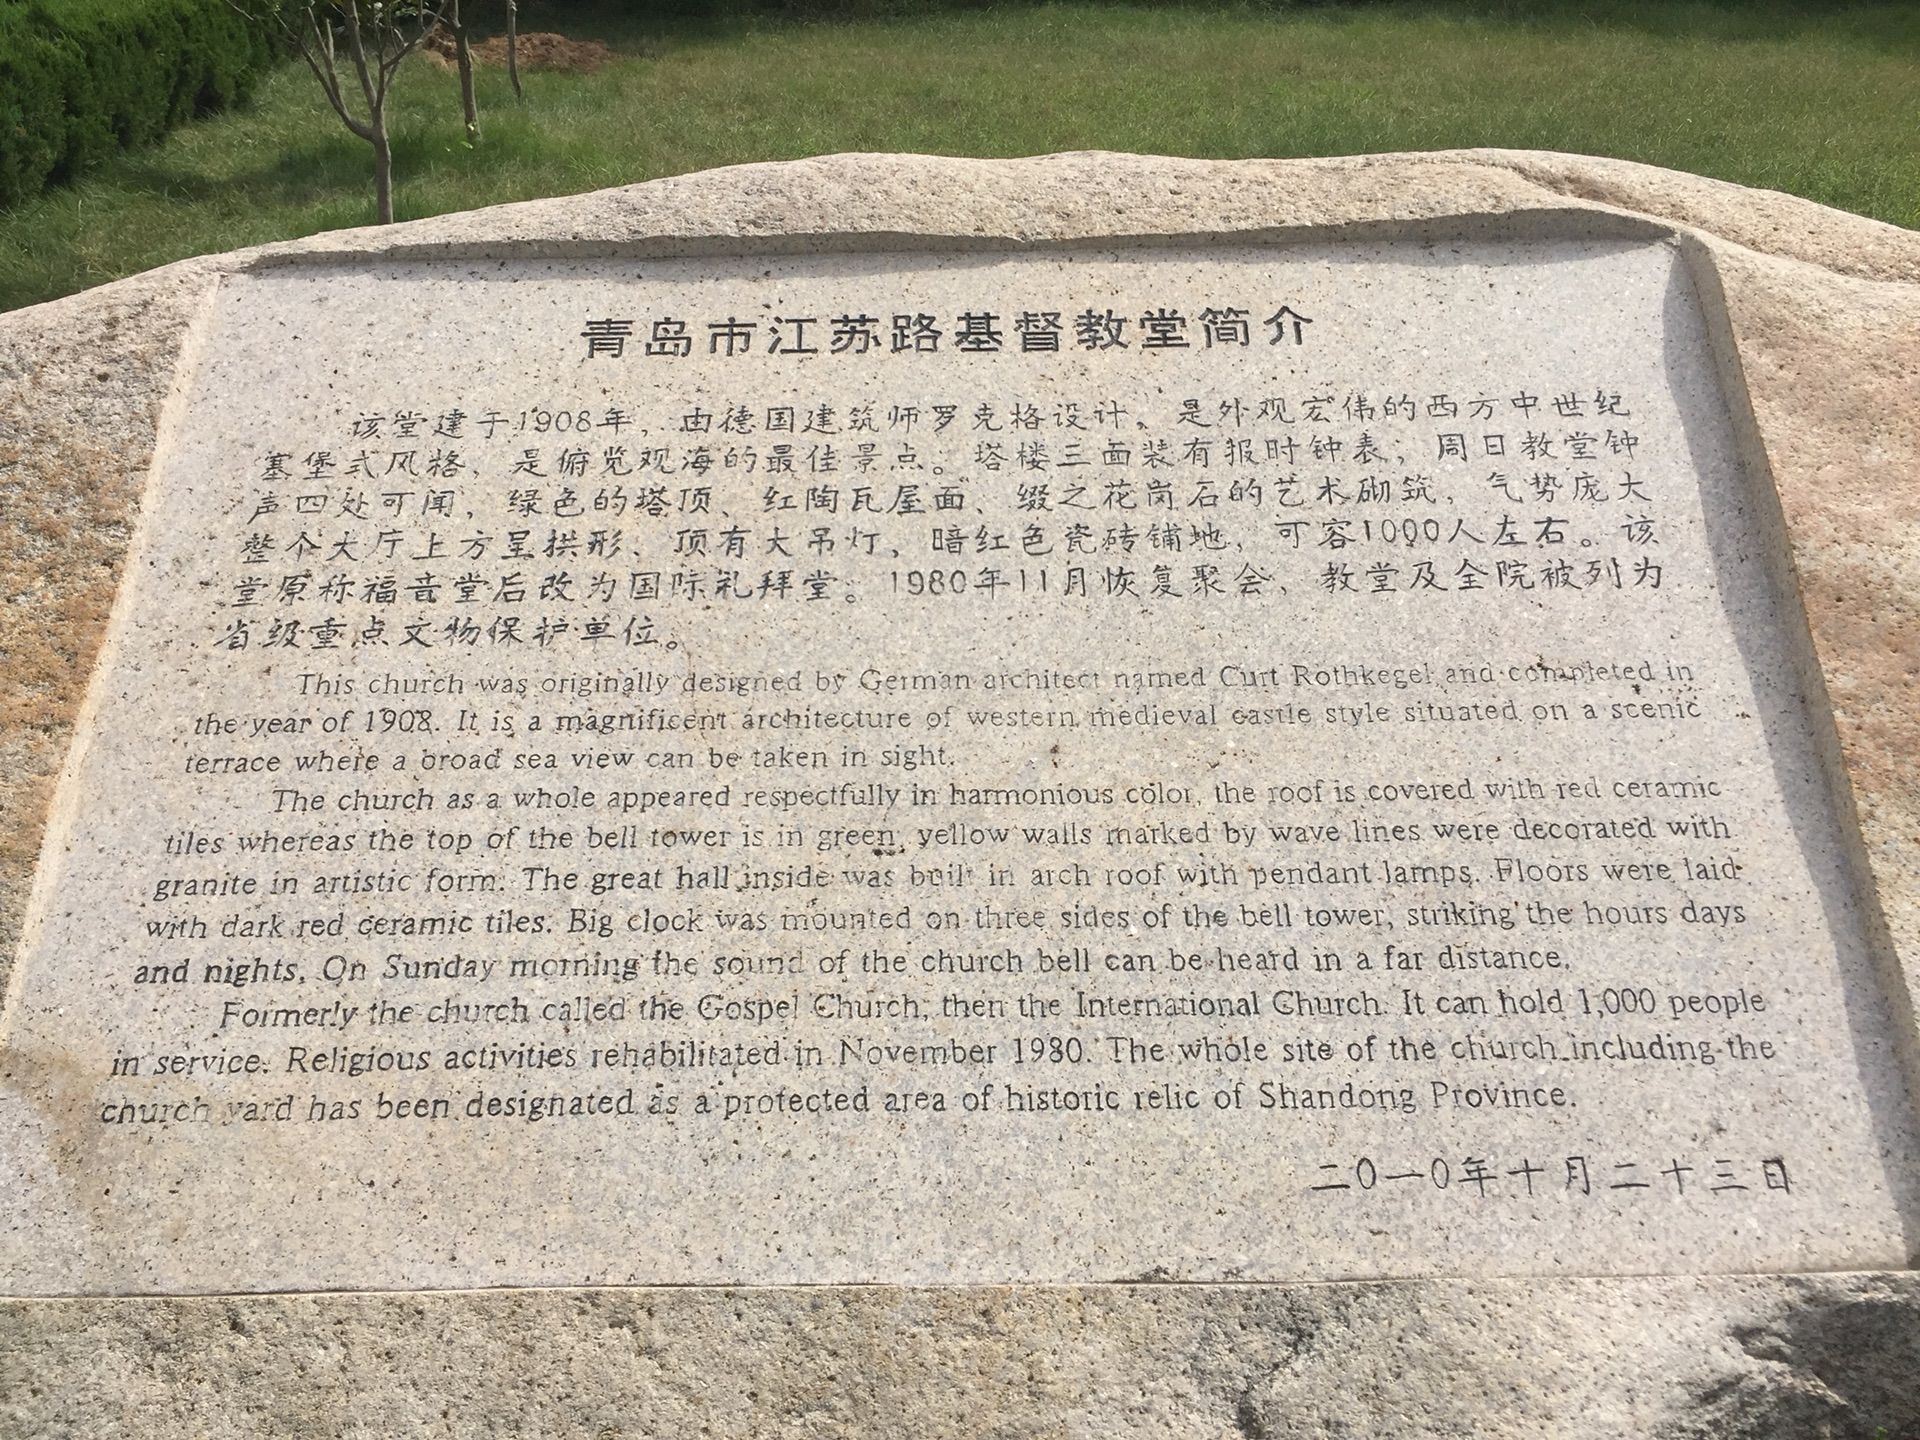 青岛市江苏路基督教堂简介
该堂建于1908年，由德国建筑师罗克格设计、是外观宏伟的西方中世纪
塞堡式风格、是俯览观海的最佳景点。塔楼三面装有报时钟表；周日教堂钟
声四处可闻，绿色的塔顶、红陶瓦屋面、缀之花岗石的艺术砌筑，气势庞大
整个大厅上方呈拱形、顶有大吊灯、暗红色瓷砖铺地，可容1000人左右。该
堂原称福音堂后改为国际礼拜堂。1980年11月恢复聚会、教堂及全院被列为
省级重点文物保护单位。
This church was originally designed by German architect named Curt Rothkegel and completed in
the year of 1908. It is a magnificent architecture of western medieval castle style situated on a scenic
terrace where a broad sea view can be taken in sight.
The church as a whole appeared respectfully in harmonious color, the roof is covered with red ceramic
tiles whereas the top of the bell tower is in green, yellow walls marked by wave lines were decorated with
granite in artistic form. The great hall inside was built in arch roof with pendant lamps. Floors were laid
with dark red ceramic tiles. Big clock was mounted on three sides of the bell tower, striking the hours days
and nights. On Sunday morning the sound of the church bell can be heard in a far distance.
Formerly the church called the Gospel Church, then the International Church. It can hold 1,000 people
in service. Religious activities rehabilitated in November 1980. The whole site of the church including the
church yard has been designated as a protected area of historic relic of Shandong Province.
二〇一〇年十月二十三日